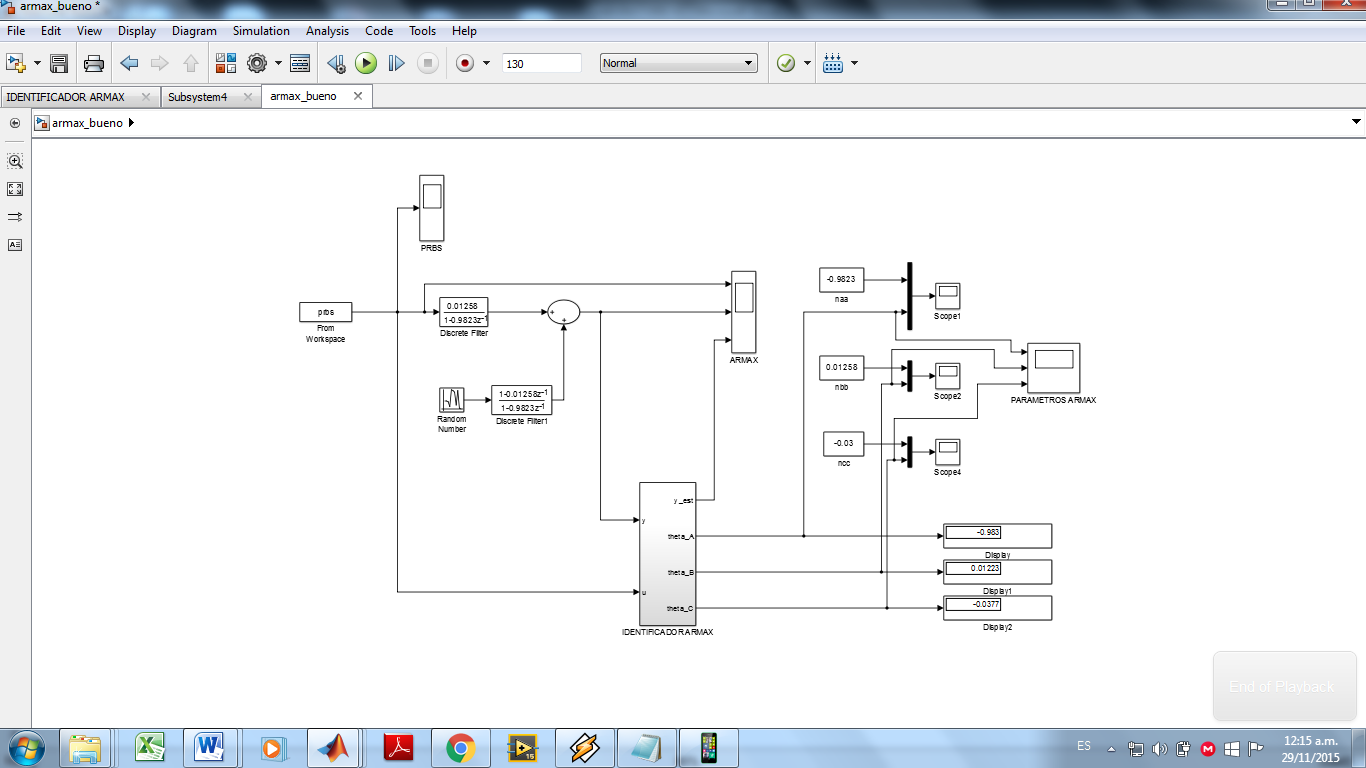 armax_bueno *
File Edit View Display Diagram Simulation Analysis Code Tools Help
130
Normal
IDENTIFICADOR ARMAX
Subsystem4
armax_bueno
armax_bueno
PRBS
prbs
From
Workspace
0.01258
1-0.9823z-1
Discrete Filter
+
+
ARMAX
Random
Number
1-0.01258z-1
1-0.9823z-1
Discrete Filter1
-0.9823
naa
Scope1
0.01258
nbb
Scope2
PARAMETROS ARMAX
-0.03
ncc
Scope4
y
u
y_est
theta_A
theta_B
theta_C
IDENTIFICADOR ARMAX
-0.983
Display
0.01223
Display1
-0.0377
Display2
End of Playback
ES
12:15 a.m.
29/11/2015